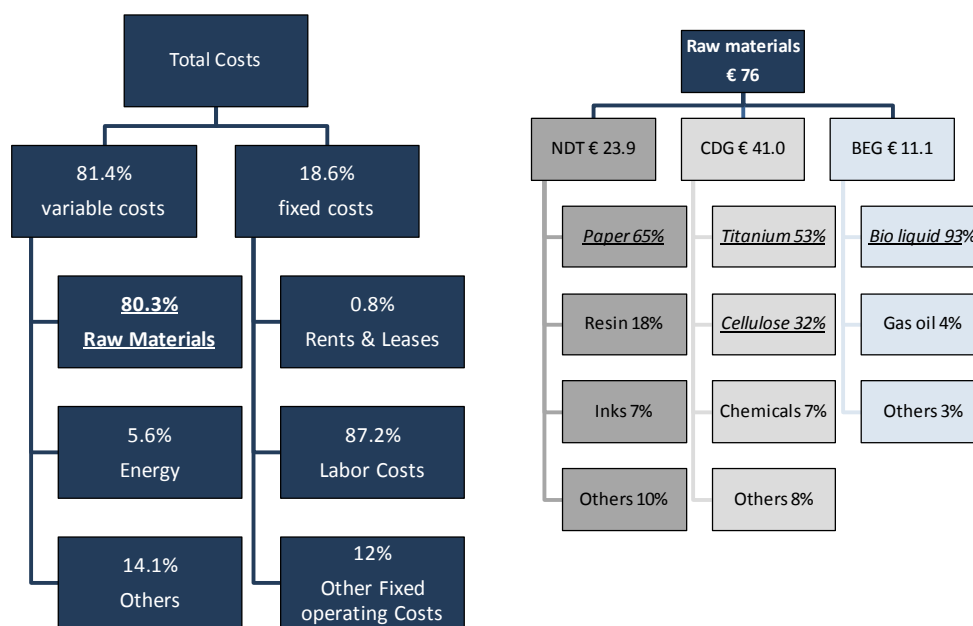 Total Costs
81.4%
variable costs
18.6%
fixed costs
80.3%
Raw Materials
0.8%
Rents & Leases
5.6%
Energy
87.2%
Labor Costs
14.1%
Others
12%
Other Fixed
operating Costs
Raw materials
€ 76
NDT € 23.9
CDG € 41.0
BEG € 11.1
Paper 65%
Titanium 53%
Bio liquid 93%
Resin 18%
Cellulose 32%
Gas oil 4%
Inks 7%
Chemicals 7%
Others 3%
Others 10%
Others 8%